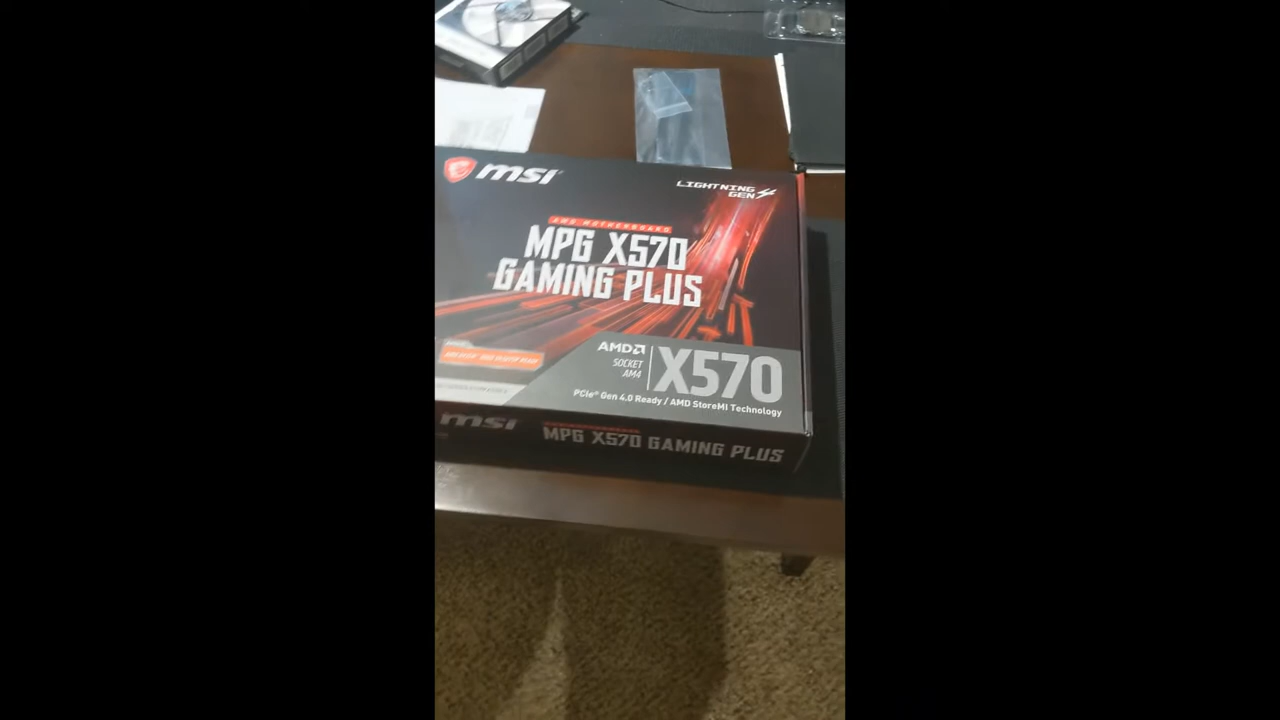 msi
LIGHTNING
GEN 4
AMD MOTHERBOARD
MPG X570
GAMING PLUS
AMD
SOCKET
AM4
X570
PCIe® Gen 4.0 Ready / AMD StoreMI Technology
msi
MPG X570 GAMING PLUS